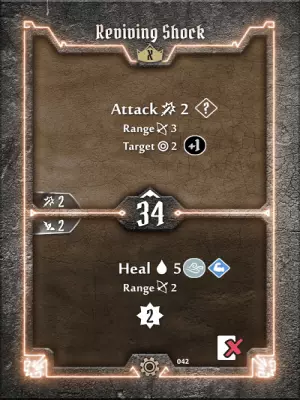 Reviving Shock
X
Attack 2 ?
Range 3
Target 2 +1
2
34
2
Heal 5
Range 2
2
042